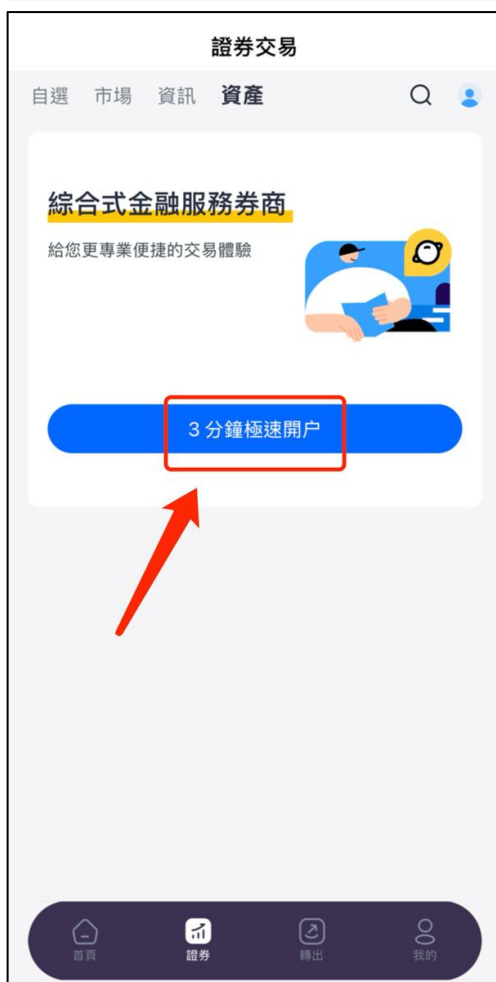 證券交易
自選 市場 資訊 資產
綜合式金融服務券商
給您更專業便捷的交易體驗
3 分鐘極速開户
首頁 證券 轉出 我的